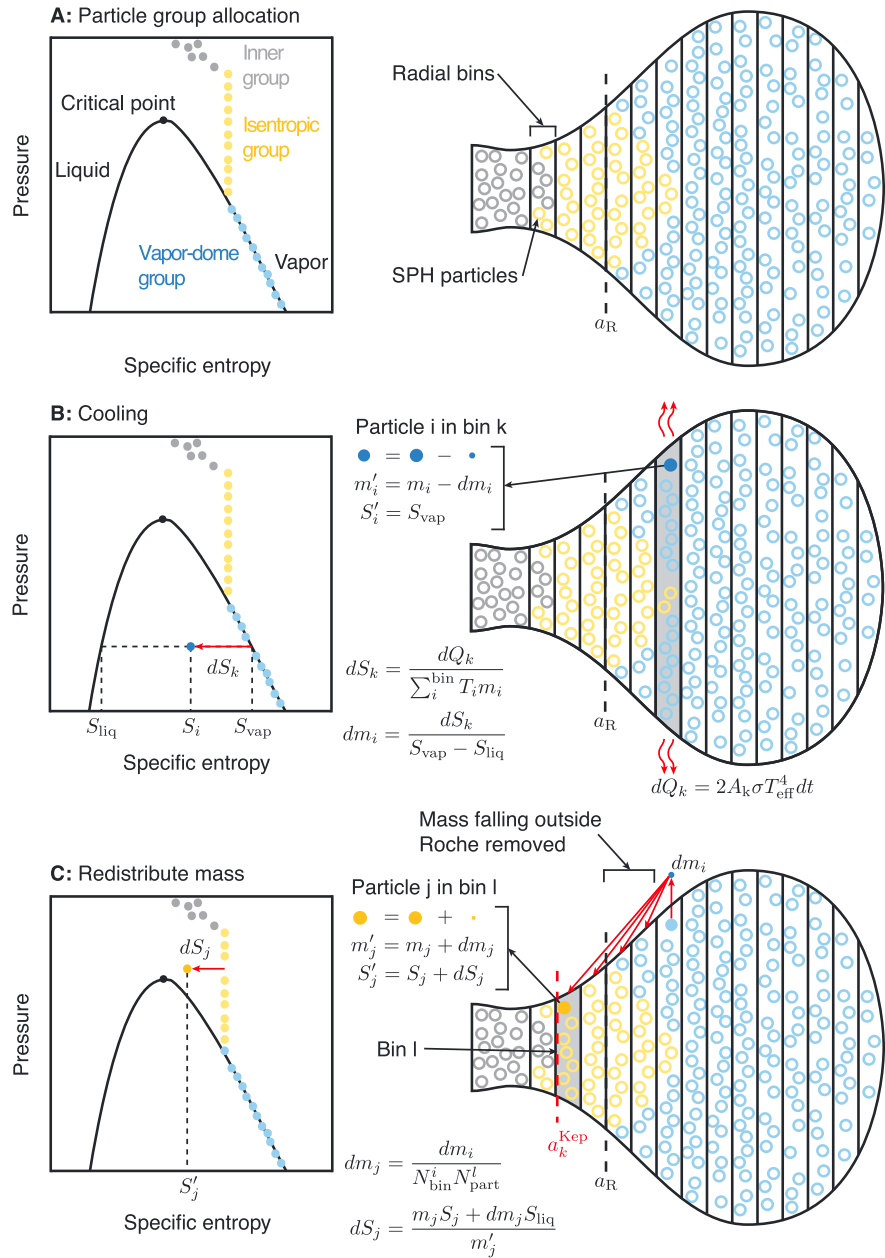 A: Particle group allocation
Inner
group
Critical point
Isentropic
group
Liquid
Vapor-dome
group
Vapor
Pressure
Specific entropy
Radial bins
SPH particles
a_R
B: Cooling
Particle i in bin k
= −
m′_i = m_i − dm_i
S′_i = S_vap
dS_k
dS_k = dQ_k / ∑_i^bin T_i m_i
dm_i = dS_k / (S_vap − S_liq)
Pressure
S_liq
S_i
S_vap
Specific entropy
a_R
dQ_k = 2A_k σT_eff^4 dt
Mass falling outside
Roche removed
dm_i
C: Redistribute mass
Particle j in bin l
= +
m′_j = m_j + dm_j
S′_j = S_j + dS_j
dS_j
Pressure
Bin l
a_k^Kep
a_R
dm_j = dm_i / (N_bin^i N_part^l)
S′_j
dS_j = (m_j S_j + dm_j S_liq) / m′_j
Specific entropy